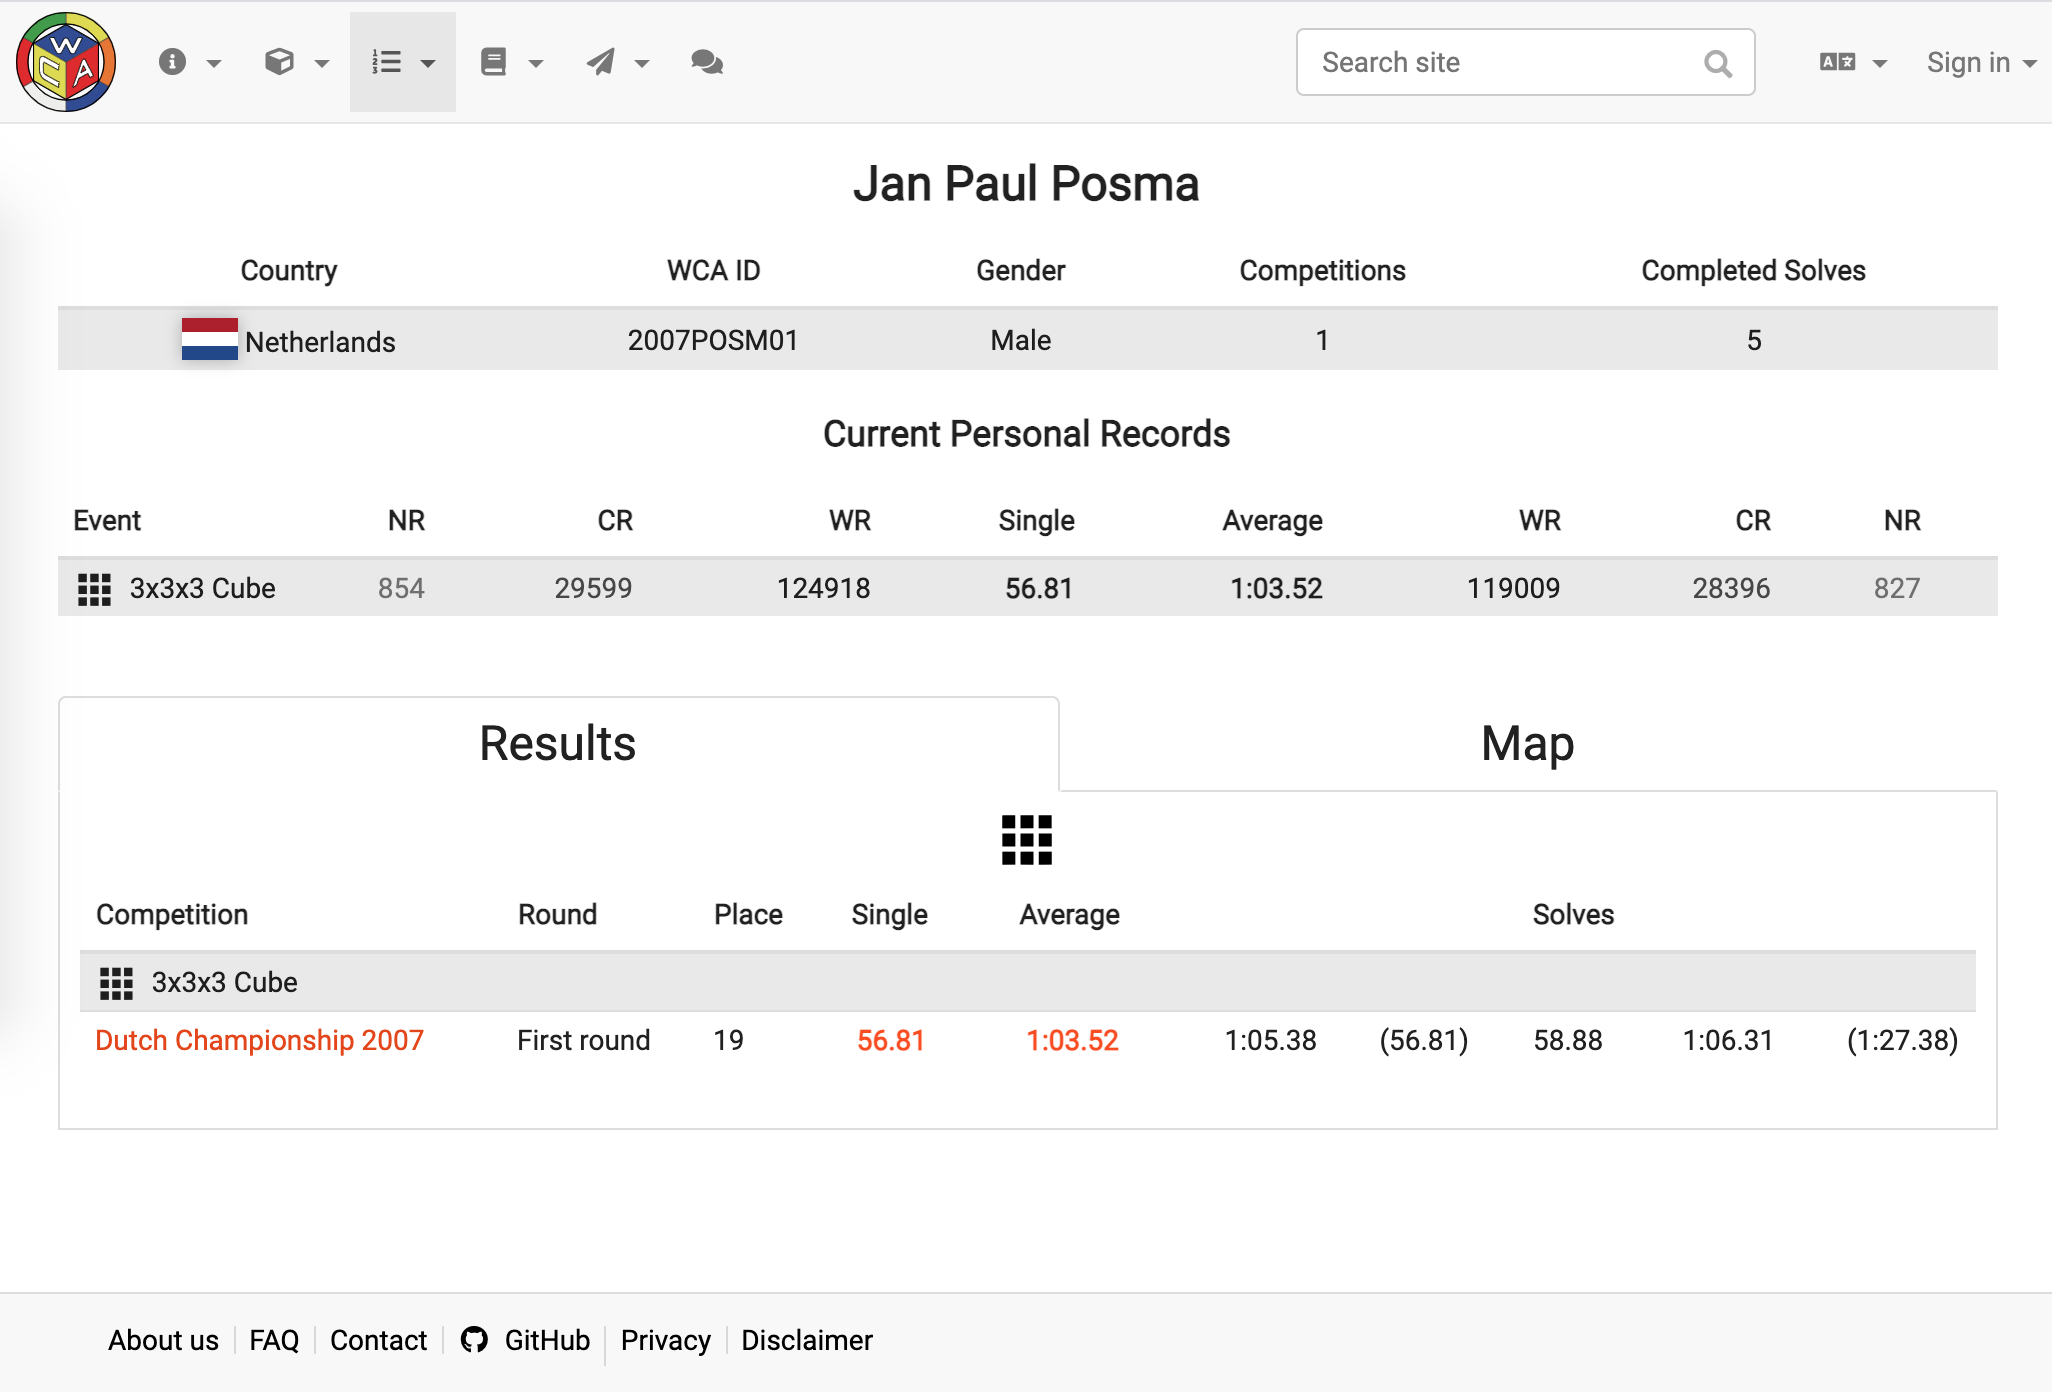 WCA
Search site
Sign in
Jan Paul Posma
Country WCA ID Gender Competitions Completed Solves
Netherlands 2007POSM01 Male 1 5
Current Personal Records
Event NR CR WR Single Average WR CR NR
3x3x3 Cube 854 29599 124918 56.81 1:03.52 119009 28396 827
Results Map
Competition Round Place Single Average Solves
3x3x3 Cube
Dutch Championship 2007 First round 19 56.81 1:03.52 1:05.38 (56.81) 58.88 1:06.31 (1:27.38)
About us FAQ Contact GitHub Privacy Disclaimer